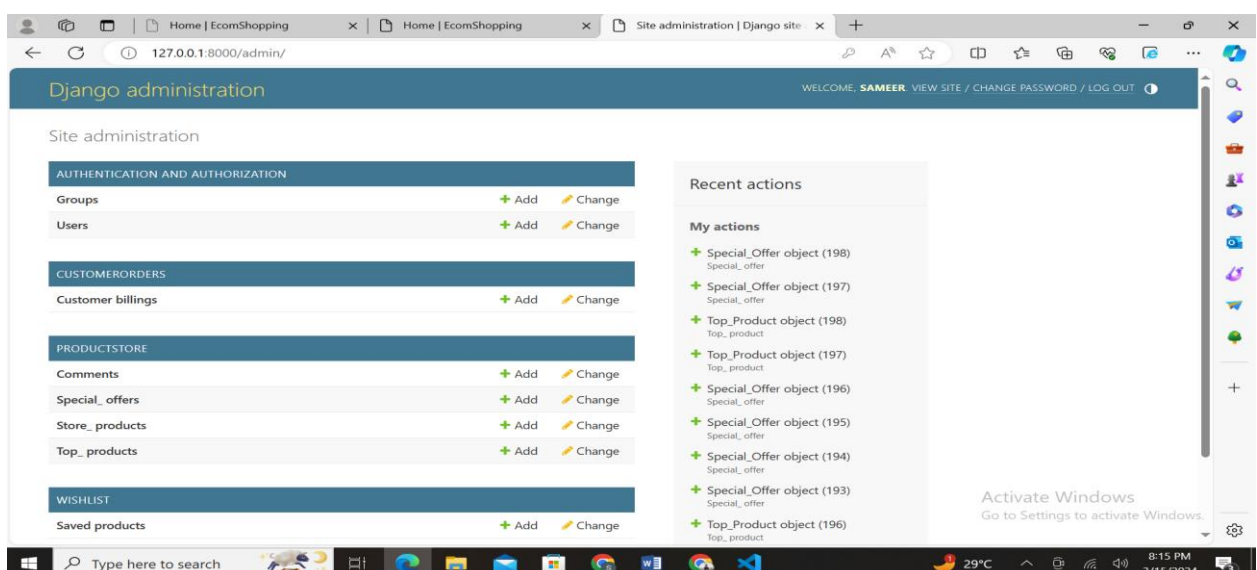 Home | EcomShopping
Home | EcomShopping
Site administration | Django site
127.0.0.1:8000/admin/
Django administration
WELCOME, SAMEER. VIEW SITE / CHANGE PASSWORD / LOG OUT
Site administration
AUTHENTICATION AND AUTHORIZATION
Groups Add Change
Users Add Change
CUSTOMERORDERS
Customer billings Add Change
PRODUCTSTORE
Comments Add Change
Special_ offers Add Change
Store_ products Add Change
Top_ products Add Change
WISHLIST
Saved products Add Change
Recent actions
My actions
Special_Offer object (198)
Special_ offer
Special_Offer object (197)
Special_ offer
Top_Product object (198)
Top_ product
Top_Product object (197)
Top_ product
Special_Offer object (196)
Special_ offer
Special_Offer object (195)
Special_ offer
Special_Offer object (194)
Special_ offer
Special_Offer object (193)
Special_ offer
Top_Product object (196)
Top_ product
Activate Windows
Go to Settings to activate Windows.
Type here to search
29°C
8:15 PM